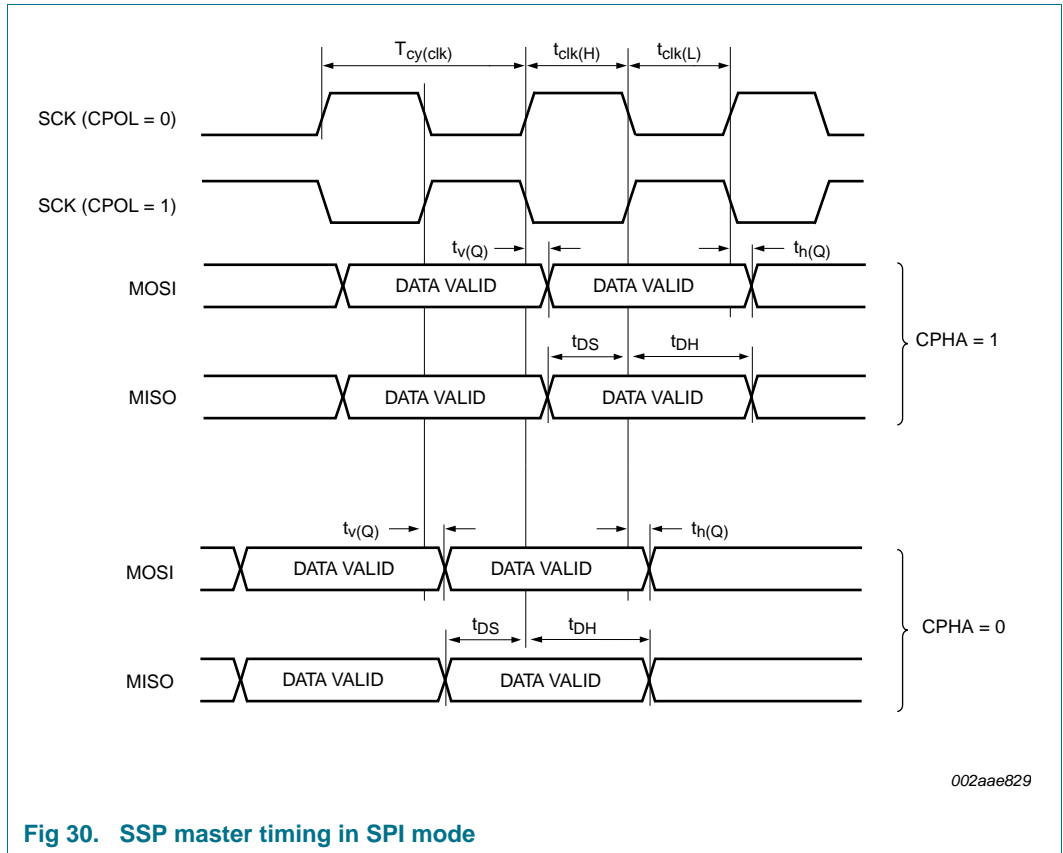 Tcy(clk) tclk(H) tclk(L)
SCK (CPOL = 0)
SCK (CPOL = 1)
tv(Q) th(Q)
MOSI DATA VALID DATA VALID
CPHA = 1
tDS tDH
MISO DATA VALID DATA VALID
tv(Q) th(Q)
MOSI DATA VALID DATA VALID
CPHA = 0
tDS tDH
MISO DATA VALID DATA VALID
002aae829
Fig 30. SSP master timing in SPI mode